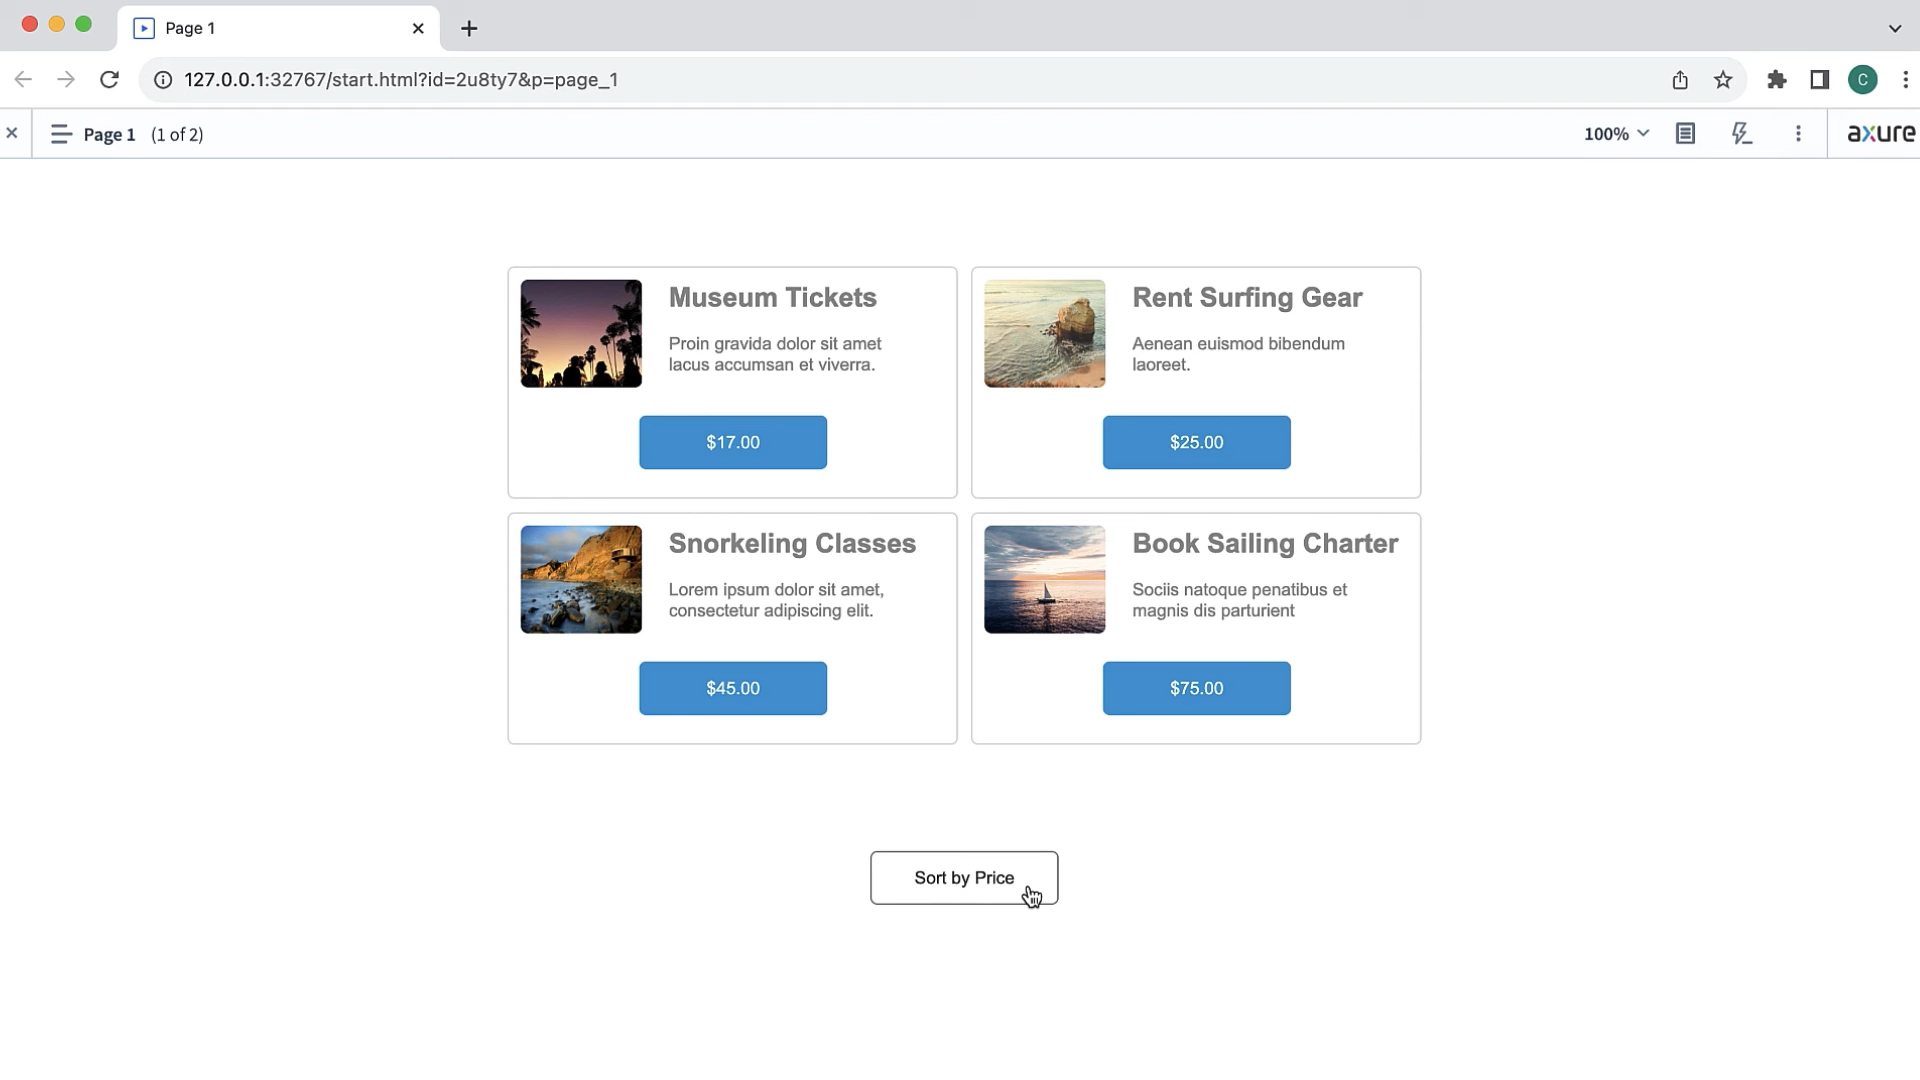 Page 1
127.0.0.1:32767/start.html?id=2u8ty7&p=page_1
C
Page 1 (1 of 2)
100%
axure
Museum Tickets
Proin gravida dolor sit amet
lacus accumsan et viverra.
$17.00
Rent Surfing Gear
Aenean euismod bibendum
laoreet.
$25.00
Snorkeling Classes
Lorem ipsum dolor sit amet,
consectetur adipiscing elit.
$45.00
Book Sailing Charter
Sociis natoque penatibus et
magnis dis parturient
$75.00
Sort by Price